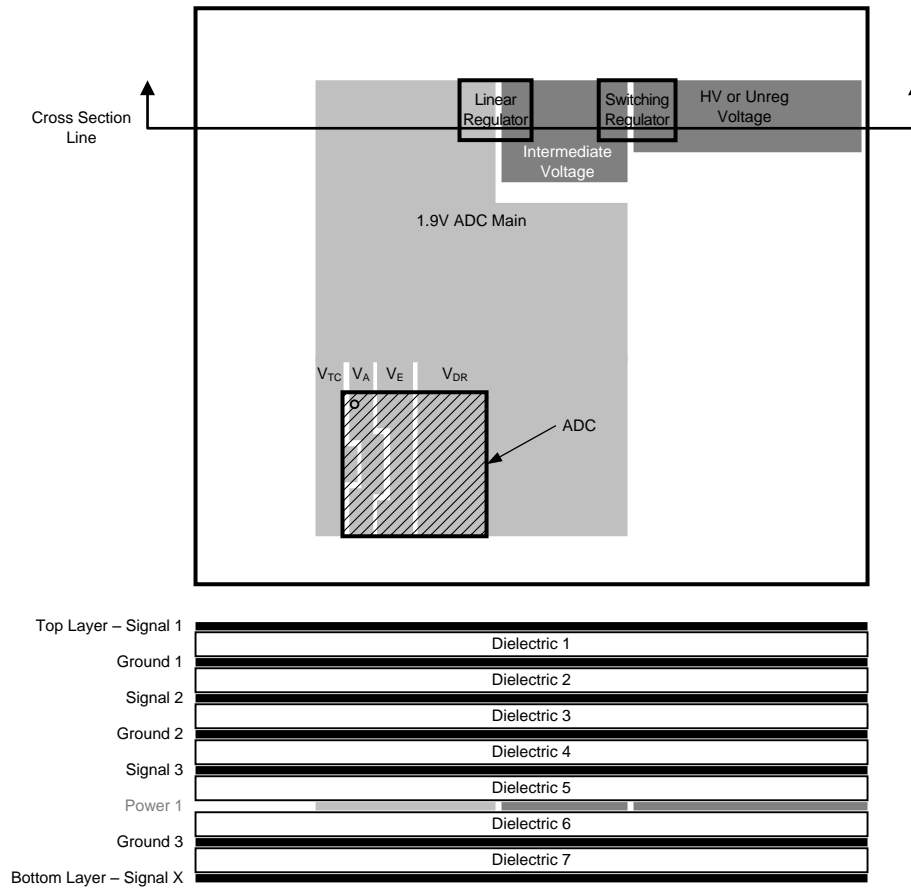 Linear
Regulator
Switching
Regulator
HV or Unreg
Voltage
Cross Section
Line
Intermediate
Voltage
1.9V ADC Main
VTC VA VE VDR
ADC
Top Layer – Signal 1
Dielectric 1
Ground 1
Dielectric 2
Signal 2
Dielectric 3
Ground 2
Dielectric 4
Signal 3
Dielectric 5
Power 1
Dielectric 6
Ground 3
Dielectric 7
Bottom Layer – Signal X